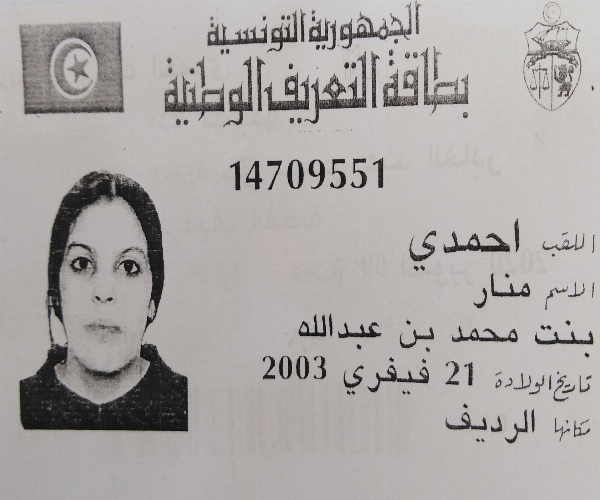 الجمهورية التونسية
بطاقة التعريف الوطنية
14709551
اللقب احمدي
الاسم منار
بنت محمد بن عبدالله
تاريخ الولادة 21 فيفري 2003
مكانها الرديف